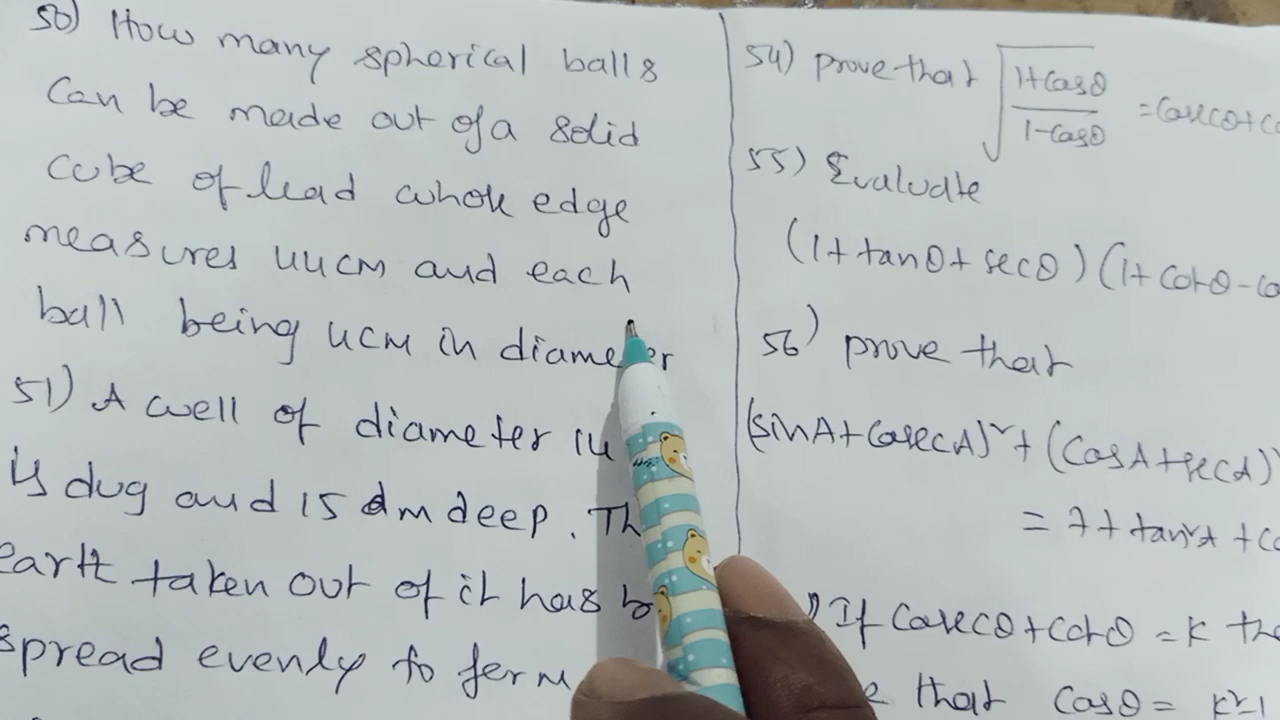 50) How many spherical balls
can be made out of a solid
cube of lead whose edge
measures 44cm and each
ball being 4cm in diameter
51) A well of diameter 14
is dug and 15 dm deep. Th
earth taken out of it has b
spread evenly to form
54) prove that √(1+cosθ / 1-cosθ) = cosecθ+co
55) Evaluate
(1+tanθ+secθ)(1+cotθ-co
56) prove that
(sinA+cosecA)²+(cosA+secA)²
= 7+tan²A+co
) If cosecθ+cotθ = k the
e that cosθ = k²-1